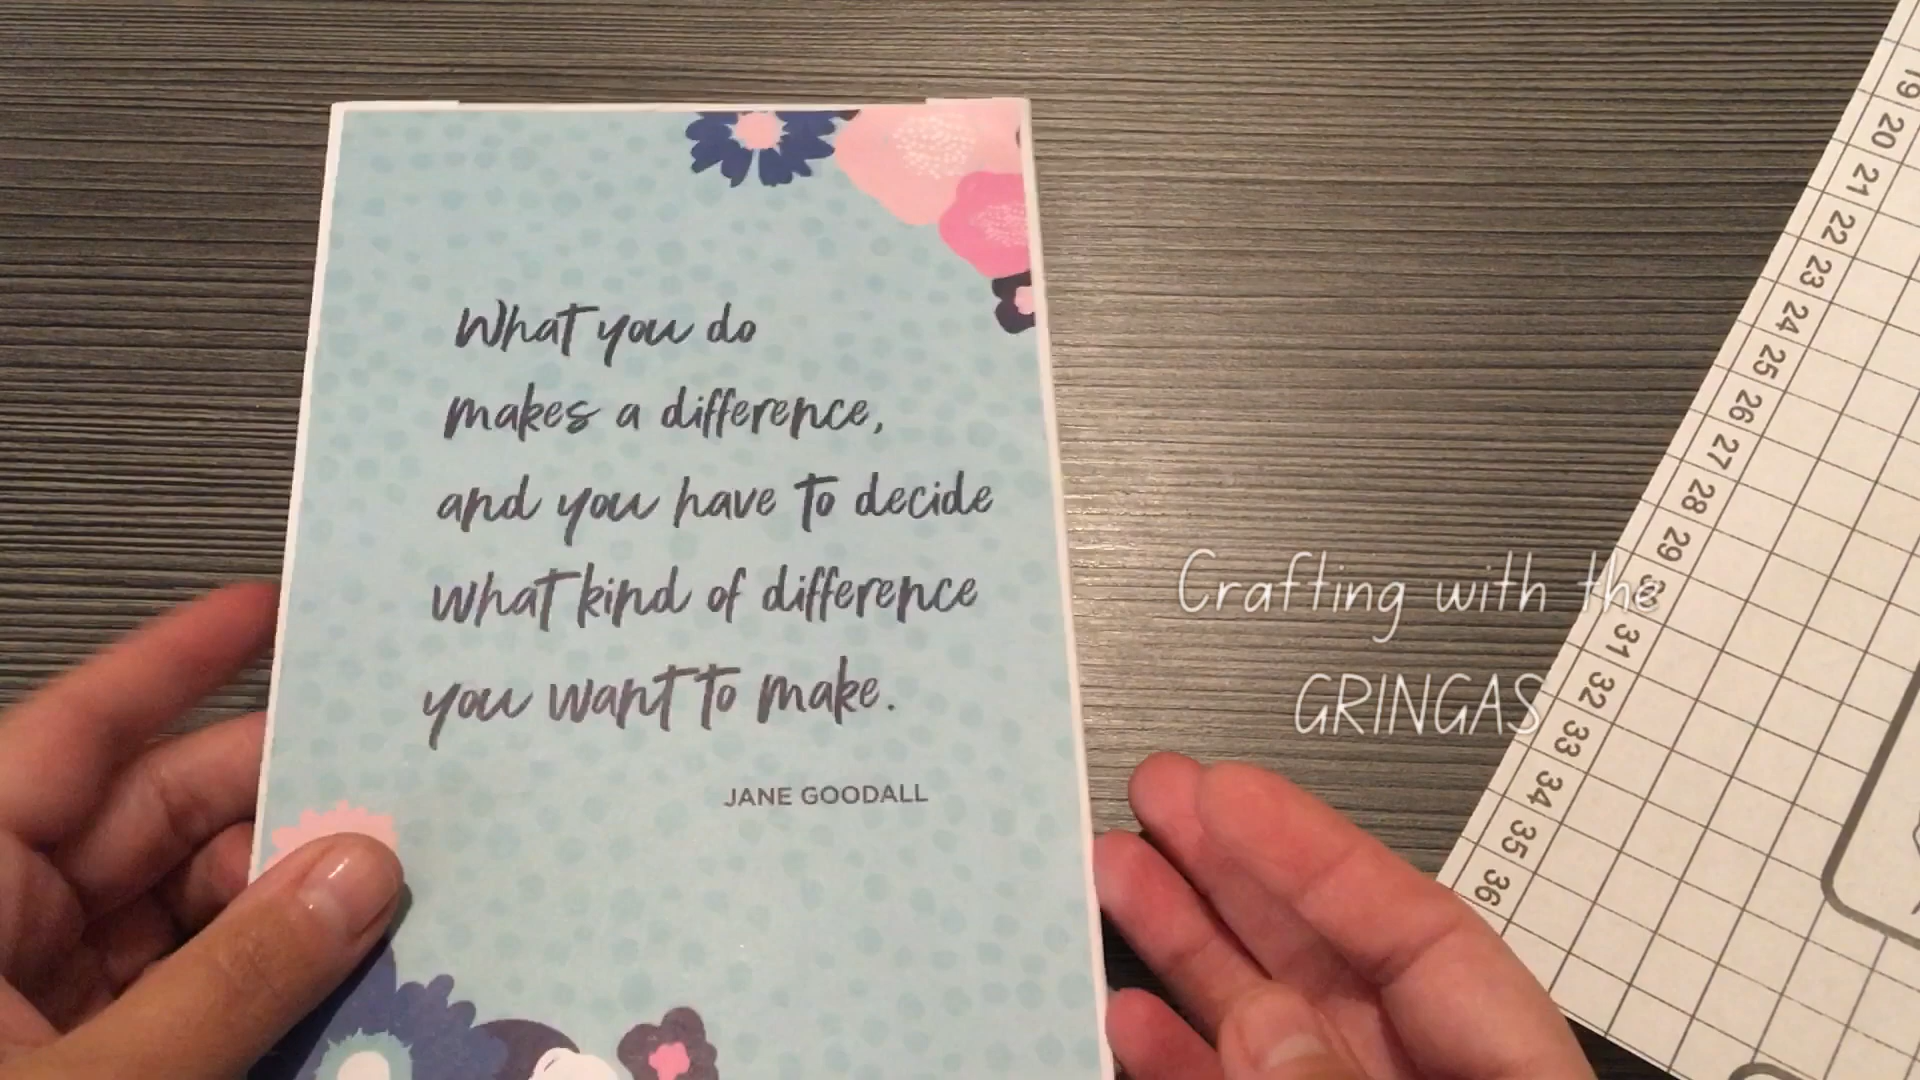 What you do
makes a difference,
and you have to decide
what kind of difference
you want to make.
JANE GOODALL
Crafting with the
GRINGAS
19
20
21
22
23
24
25
26
27
28
29
31
32
33
34
35
36